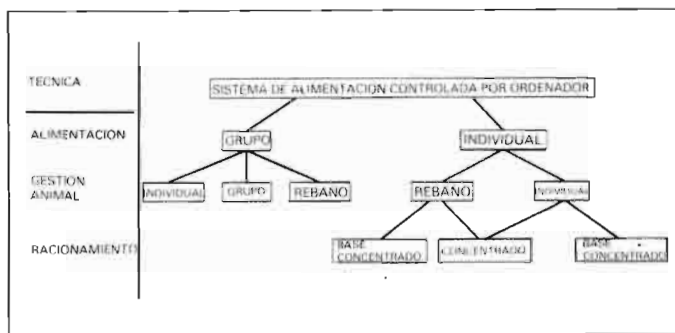 TECNICA
SISTEMA DE ALIMENTACION CONTROLADA POR ORDENADOR
ALIMENTACION
GRUPO
INDIVIDUAL
GESTION
ANIMAL
INDIVIDUAL
GRUPO
REBAÑO
REBAÑO
INDIVIDUAL
RACIONAMIENTO
BASE
CONCENTRADO
CONCENTRADO
BASE
CONCENTRADO